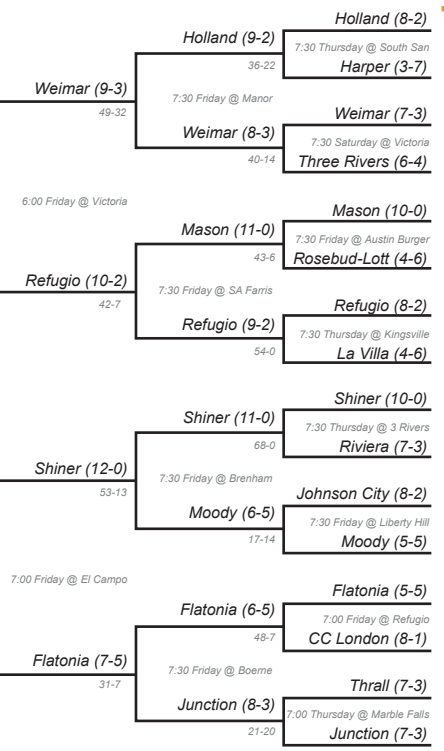 Holland (8-2)
Holland (9-2)
7:30 Thursday @ South San
36-22
Harper (3-7)
Weimar (9-3)
7:30 Friday @ Manor
49-32
Weimar (7-3)
Weimar (8-3)
7:30 Saturday @ Victoria
40-14
Three Rivers (6-4)
6:00 Friday @ Victoria
Mason (10-0)
Mason (11-0)
7:30 Friday @ Austin Burger
43-6
Rosebud-Lott (4-6)
Refugio (10-2)
7:30 Friday @ SA Farris
42-7
Refugio (8-2)
Refugio (9-2)
7:30 Thursday @ Kingsville
54-0
La Villa (4-6)
Shiner (10-0)
Shiner (11-0)
7:30 Thursday @ 3 Rivers
68-0
Riviera (7-3)
Shiner (12-0)
7:30 Friday @ Brenham
53-13
Johnson City (8-2)
Moody (6-5)
7:30 Friday @ Liberty Hill
17-14
Moody (5-5)
7:00 Friday @ El Campo
Flatonia (5-5)
Flatonia (6-5)
7:00 Friday @ Refugio
48-7
CC London (8-1)
Flatonia (7-5)
7:30 Friday @ Boerne
31-7
Thrall (7-3)
Junction (8-3)
7:00 Thursday @ Marble Falls
21-20
Junction (7-3)